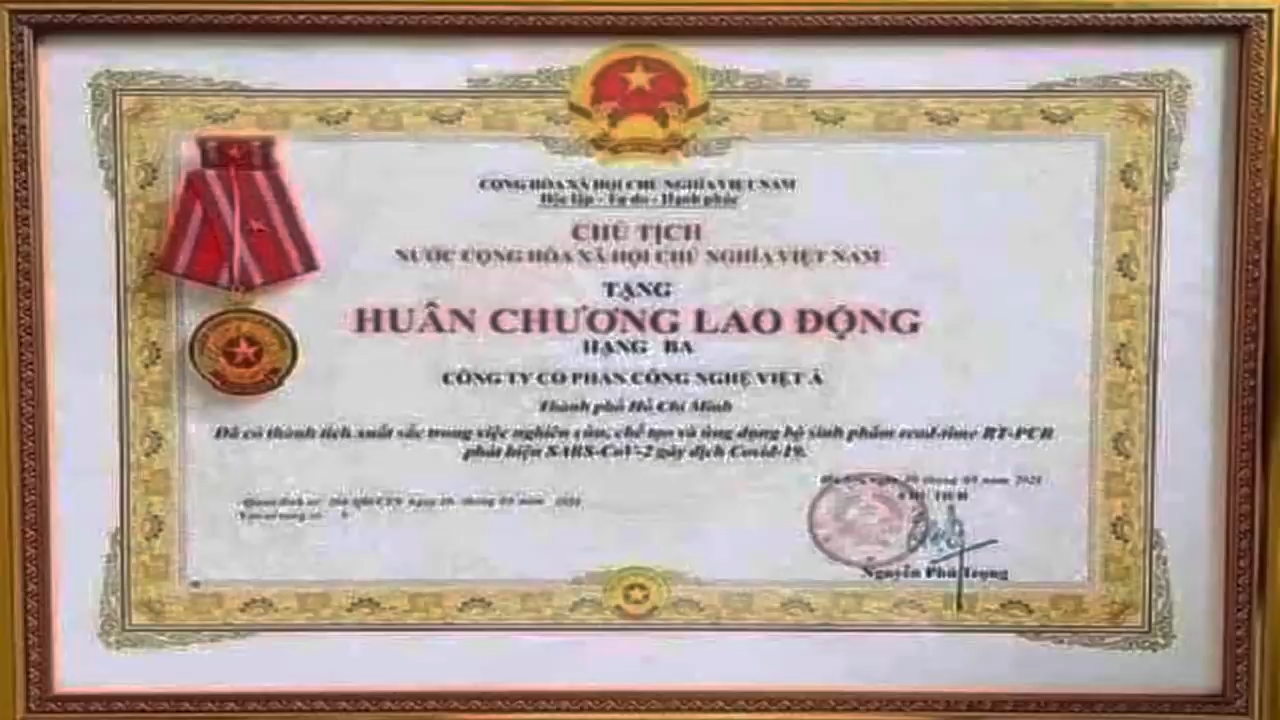 CỘNG HÒA XÃ HỘI CHỦ NGHĨA VIỆT NAM
Độc lập - Tự do - Hạnh phúc
CHỦ TỊCH
NƯỚC CỘNG HÒA XÃ HỘI CHỦ NGHĨA VIỆT NAM
TẶNG
HUÂN CHƯƠNG LAO ĐỘNG
HẠNG BA
CÔNG TY CỔ PHẦN CÔNG NGHỆ VIỆT Á
Thành phố Hồ Chí Minh
Đã có thành tích xuất sắc trong việc nghiên cứu, chế tạo và ứng dụng bộ sinh phẩm real-time RT-PCR
phát hiện SARS-CoV-2 gây dịch Covid-19.
năm 2021
CHỦ TỊCH
Nguyễn Phú Trọng